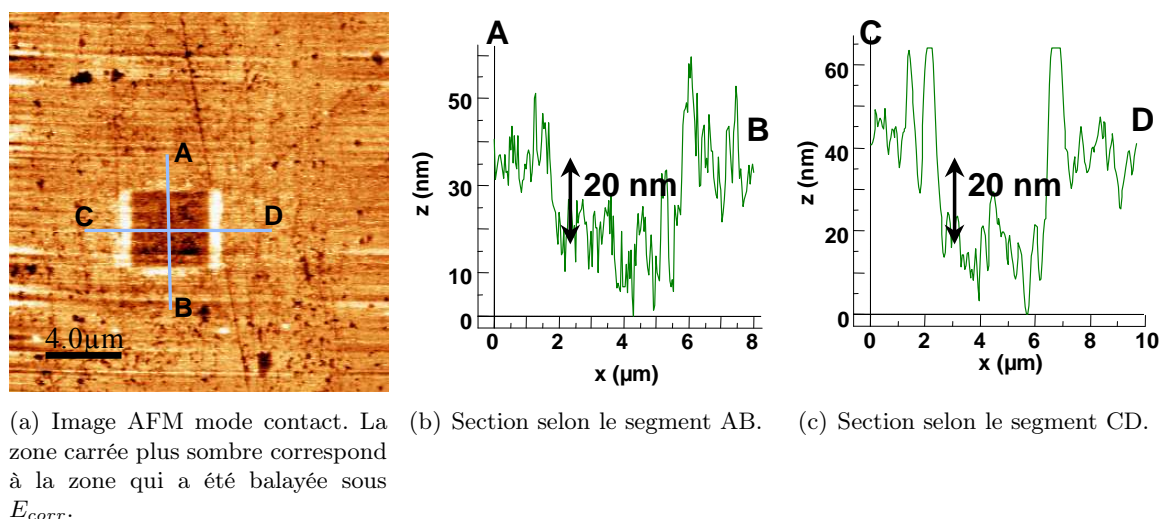 A
B
C
D
4.0µm
A
z (nm)
50
30
10
0
20 nm
B
0 2 4 6 8
x (µm)
C
z (nm)
60
40
20
0
20 nm
D
0 2 4 6 8 10
x (µm)
(a) Image AFM mode contact. La
zone carrée plus sombre correspond
à la zone qui a été balayée sous
E_corr.
(b) Section selon le segment AB.
(c) Section selon le segment CD.